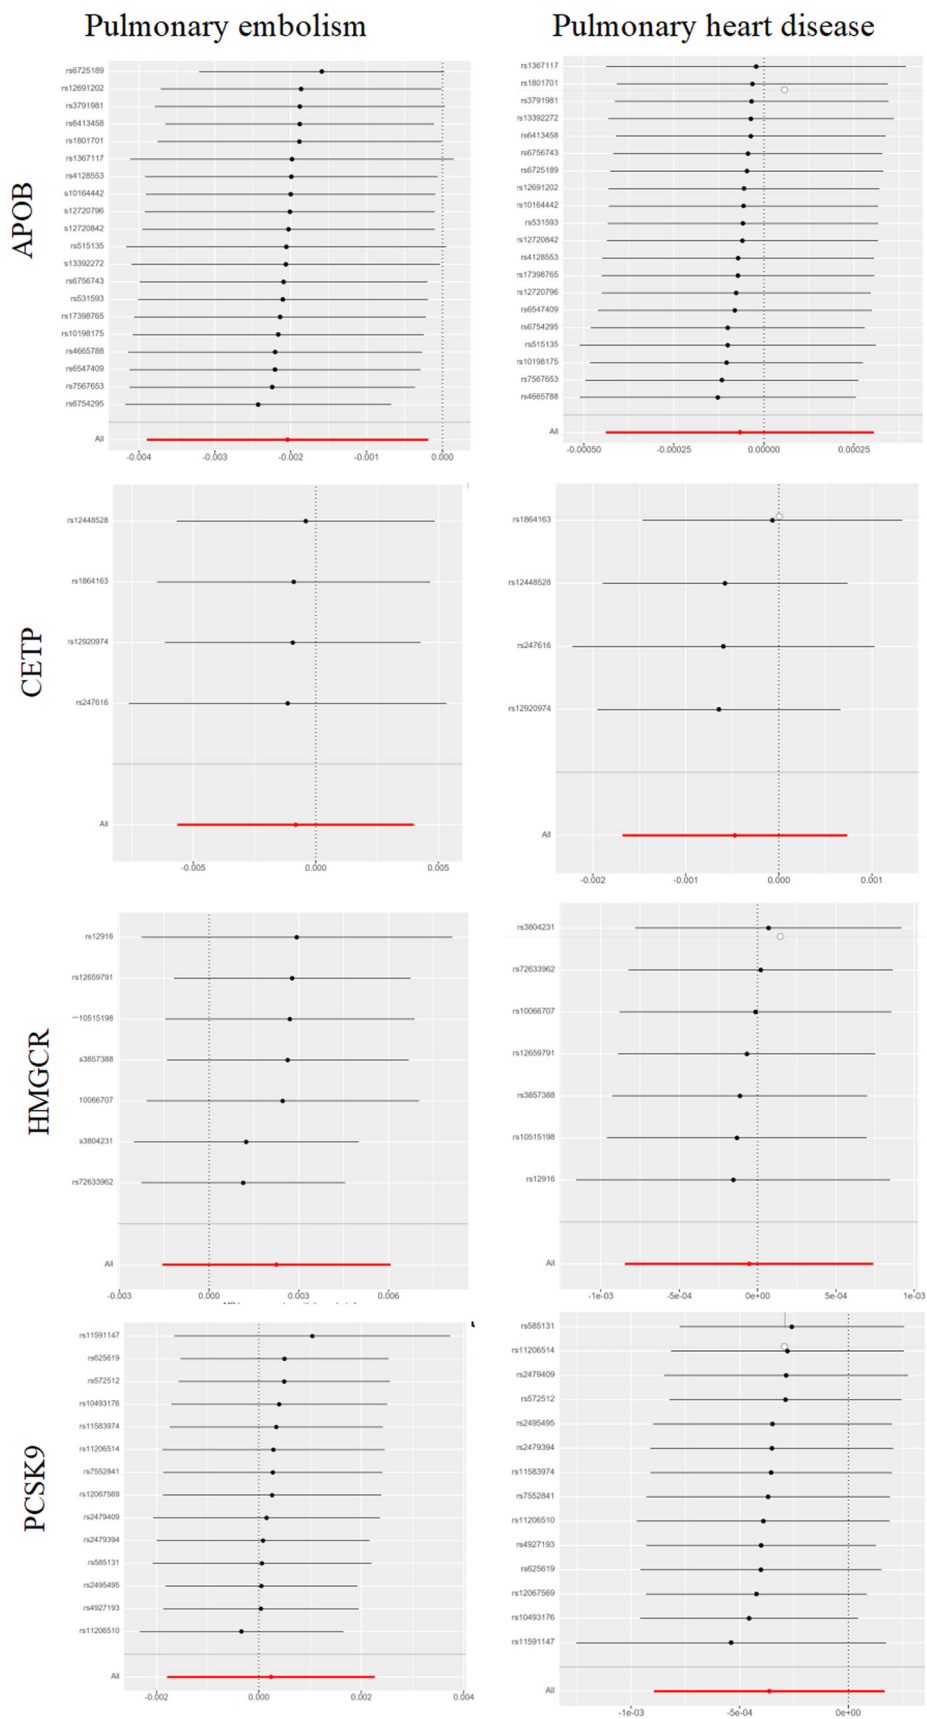 Pulmonary embolism
Pulmonary heart disease
APOB
rs6725189
rs12691202
rs3791981
rs6413458
rs1801701
rs1367117
rs4128553
s10164442
s12720796
s12720842
rs515135
s13392272
rs6756743
rs531593
rs17398765
rs10198175
rs4665788
rs6547409
rs7567653
rs6754295
All
-0.004 -0.003 -0.002 -0.001 0.000
rs1367117
rs1801701
rs3791981
rs13392272
rs6413458
rs6756743
rs6725189
rs12691202
rs10164442
rs531593
rs12720842
rs4128553
rs17398765
rs12720796
rs6547409
rs6754295
rs515135
rs10198175
rs7567653
rs4665788
All
-0.00050 -0.00025 0.00000 0.00025
CETP
rs12448528
rs1864163
rs12920974
rs247616
All
-0.005 0.000 0.005
rs1864163
rs12448528
rs247616
rs12920974
All
-0.002 -0.001 0.000 0.001
HMGCR
rs12916
rs12659791
10515198
s3857388
10066707
s3804231
rs72633962
All
-0.003 0.000 0.003 0.006
rs3804231
rs72633962
rs10066707
rs12659791
rs3857388
rs10515198
rs12916
All
-1e-03 -5e-04 0e+00 5e-04 1e-03
PCSK9
rs11591147
rs625619
rs572512
rs10493176
rs11583974
rs11206514
rs7552841
rs12067569
rs2479409
rs2479394
rs585131
rs2495495
rs4927193
rs11206510
All
-0.002 0.000 0.002 0.004
rs585131
rs11206514
rs2479409
rs572512
rs2495495
rs2479394
rs11583974
rs7552841
rs11206510
rs4927193
rs625619
rs12067569
rs10493176
rs11591147
All
-1e-03 -5e-04 0e+00